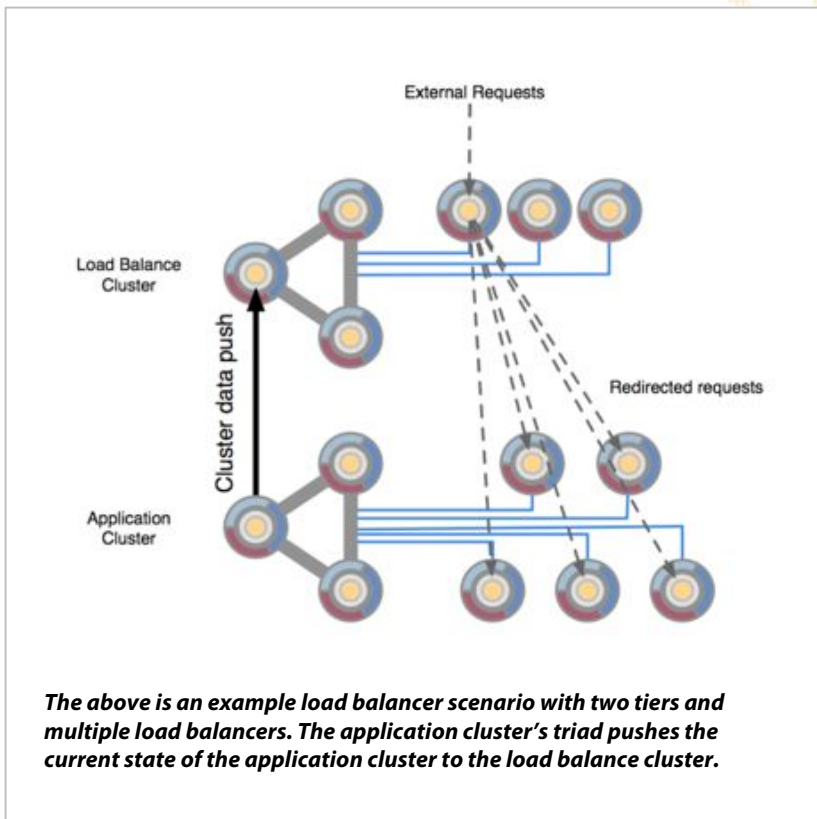 External Requests
Load Balance
Cluster
Cluster data push
Redirected requests
Application
Cluster
The above is an example load balancer scenario with two tiers and
multiple load balancers. The application cluster’s triad pushes the
current state of the application cluster to the load balance cluster.